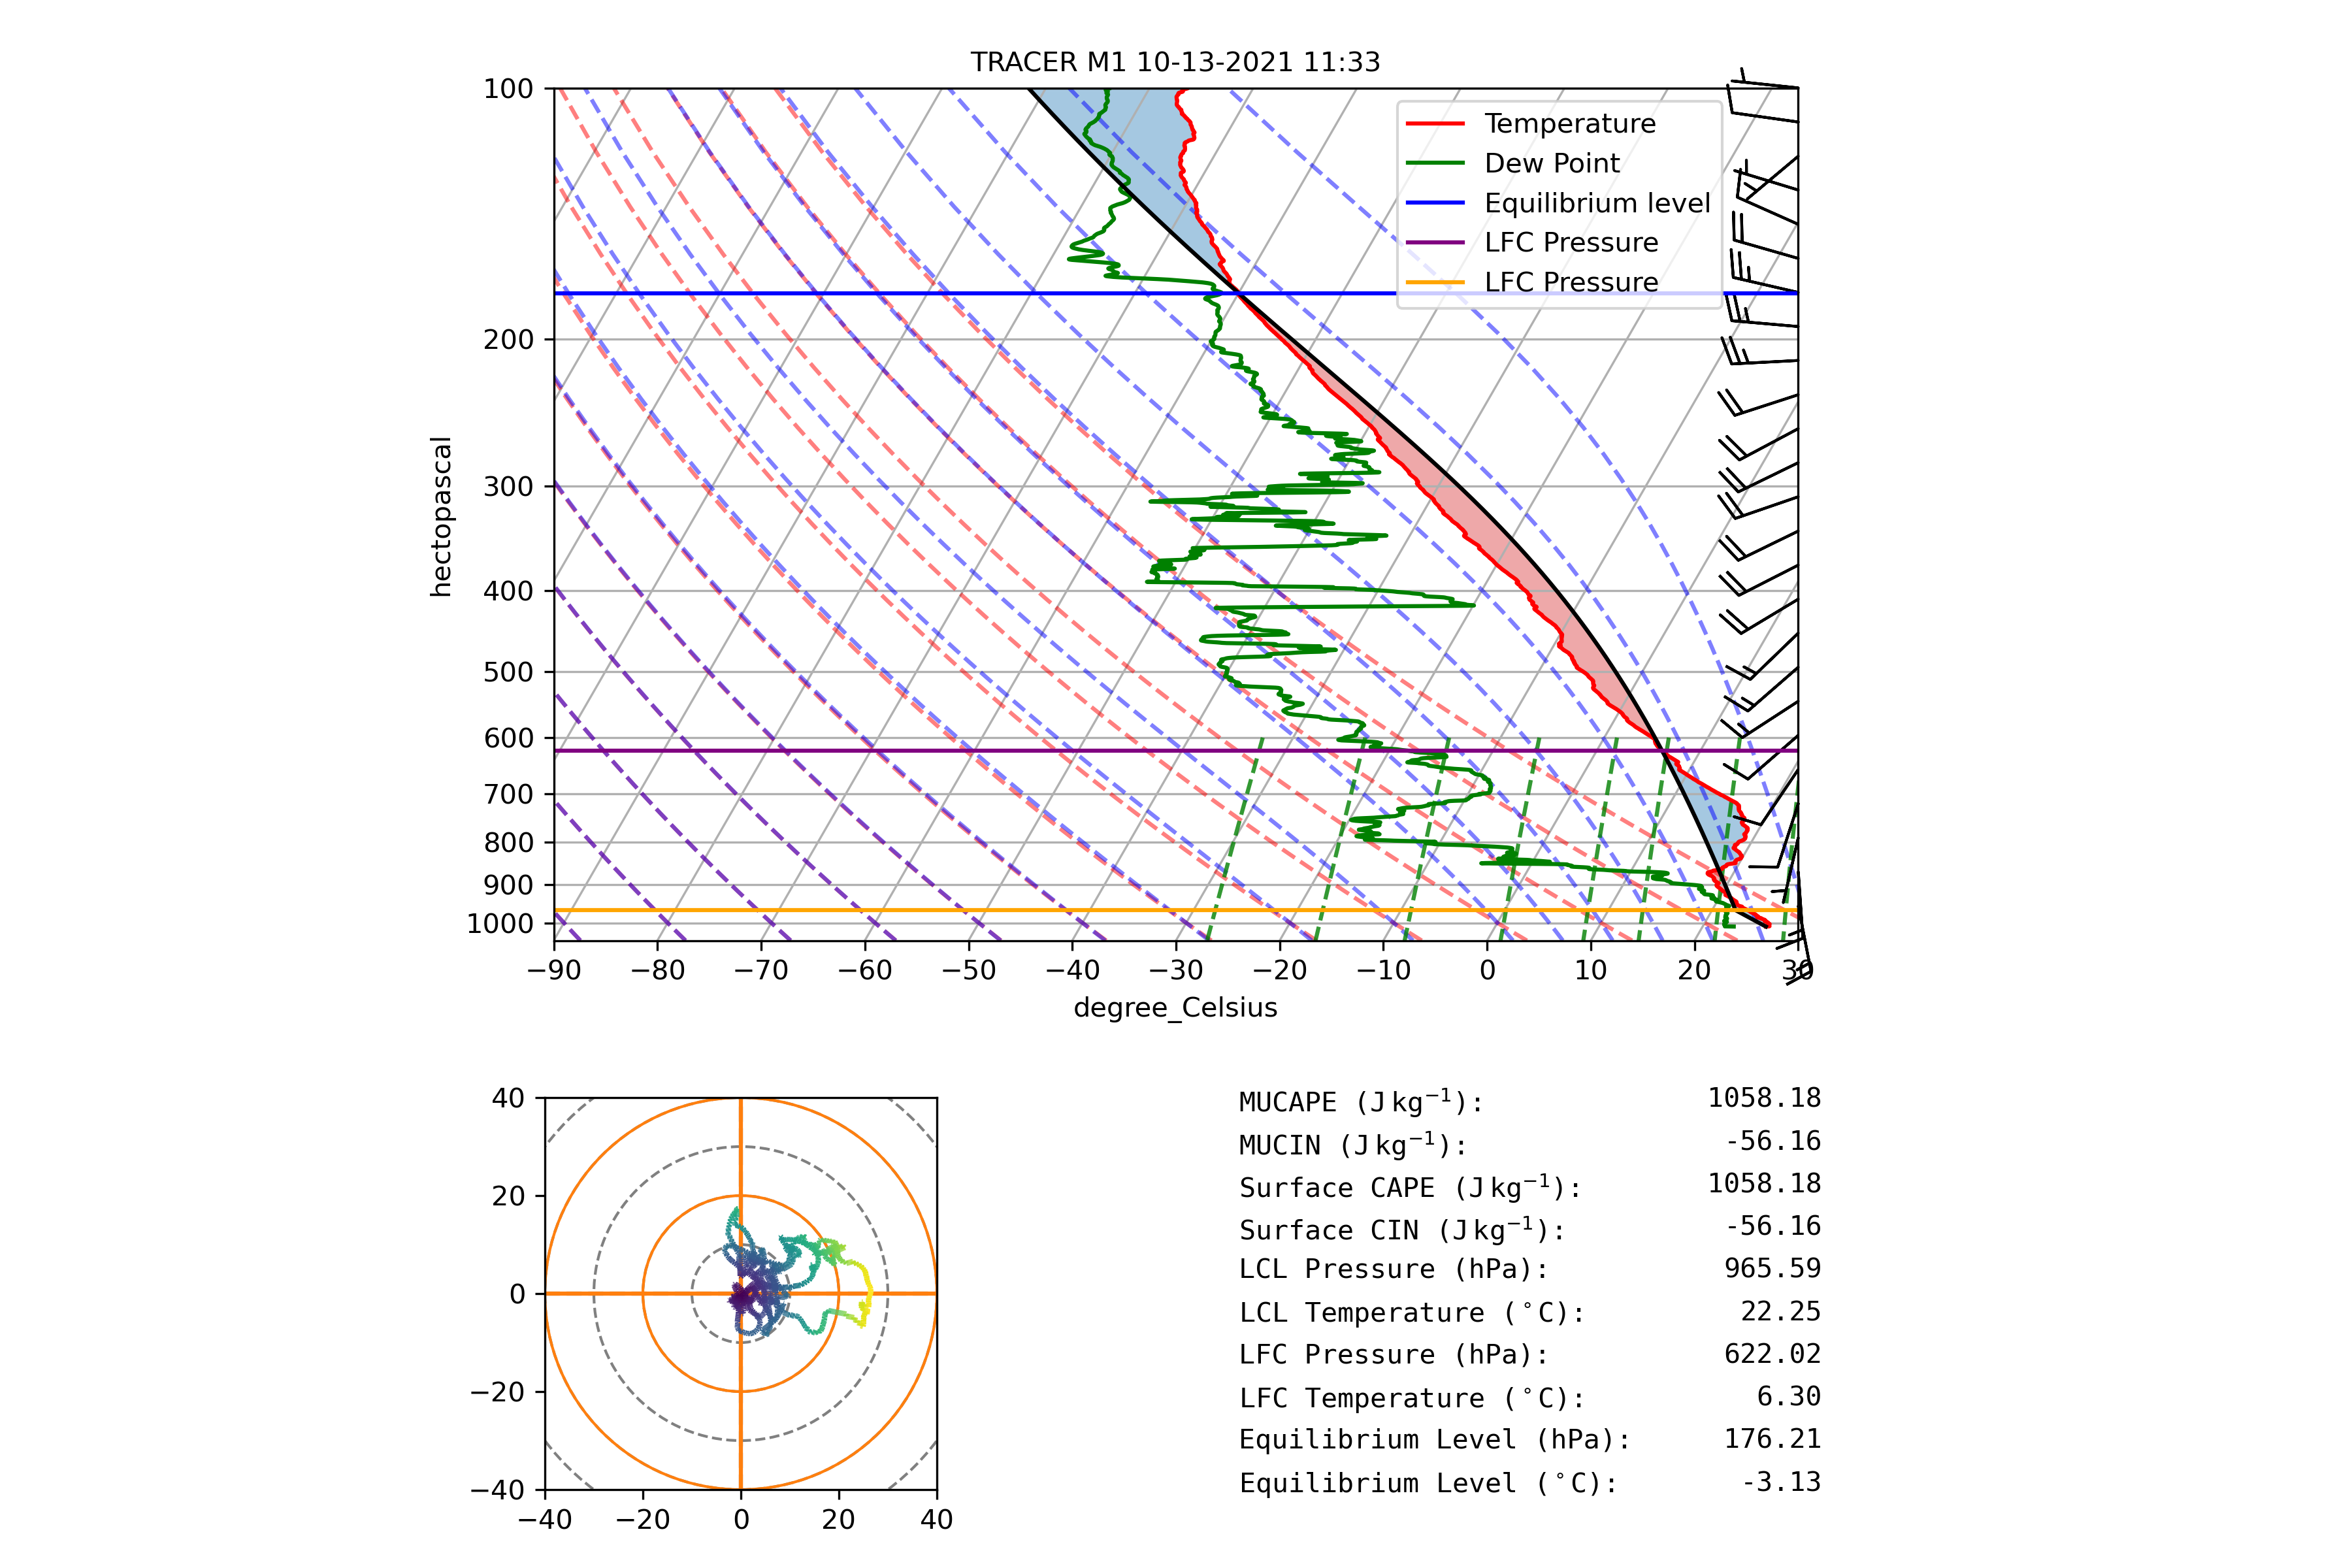 TRACER M1 10-13-2021 11:33
100
200
300
400
500
600
700
800
900
1000
hectopascal
Temperature
Dew Point
Equilibrium level
LFC Pressure
LFC Pressure
−90 −80 −70 −60 −50 −40 −30 −20 −10 0 10 20 30
degree_Celsius
40
20
0
−20
−40
−40 −20 0 20 40
MUCAPE (J kg⁻¹): 1058.18
MUCIN (J kg⁻¹): -56.16
Surface CAPE (J kg⁻¹): 1058.18
Surface CIN (J kg⁻¹): -56.16
LCL Pressure (hPa): 965.59
LCL Temperature (°C): 22.25
LFC Pressure (hPa): 622.02
LFC Temperature (°C): 6.30
Equilibrium Level (hPa): 176.21
Equilibrium Level (°C): -3.13